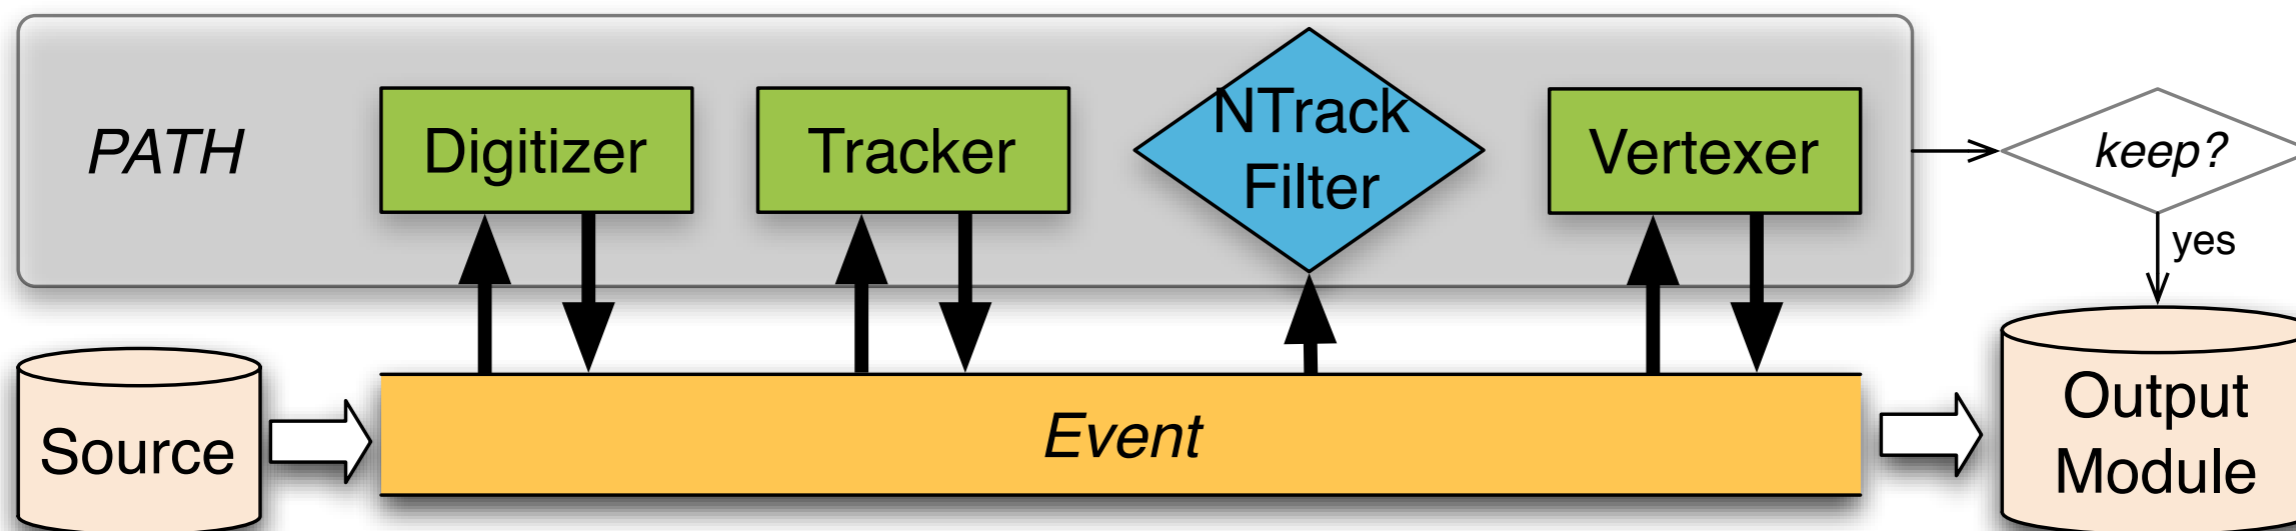 PATH
Digitizer
Tracker
NTrack
Filter
Vertexer
keep?
yes
Source
Event
Output
Module